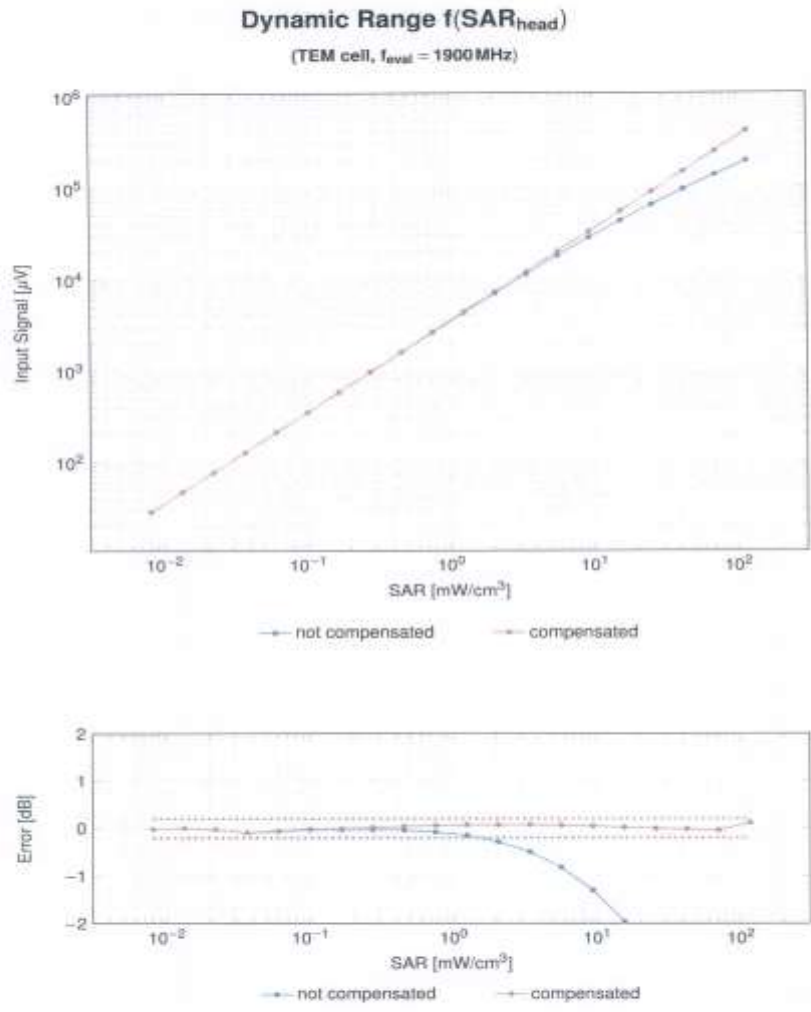 Dynamic Range f(SAR_head)
(TEM cell, f_eval = 1900 MHz)
10⁶
10⁵
10⁴
10³
10²
Input Signal [µV]
10⁻² 10⁻¹ 10⁰ 10¹ 10²
SAR [mW/cm³]
not compensated compensated
2
1
0
−1
−2
Error [dB]
10⁻² 10⁻¹ 10⁰ 10¹ 10²
SAR [mW/cm³]
not compensated compensated